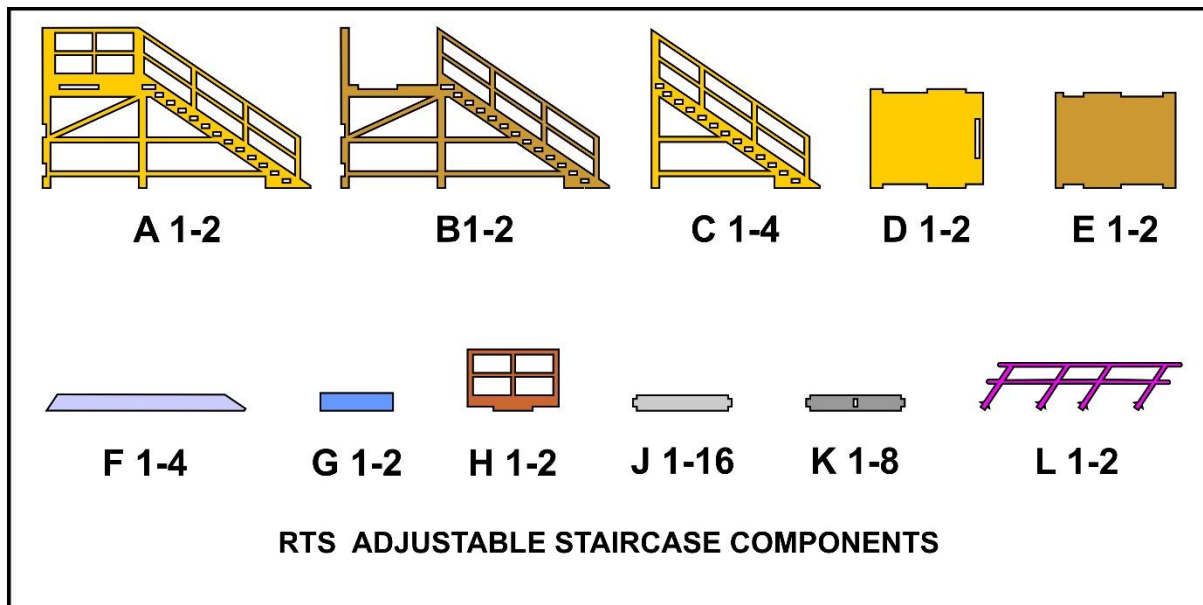 A 1-2 B1-2 C 1-4 D 1-2 E 1-2
F 1-4 G 1-2 H 1-2 J 1-16 K 1-8 L 1-2
RTS ADJUSTABLE STAIRCASE COMPONENTS